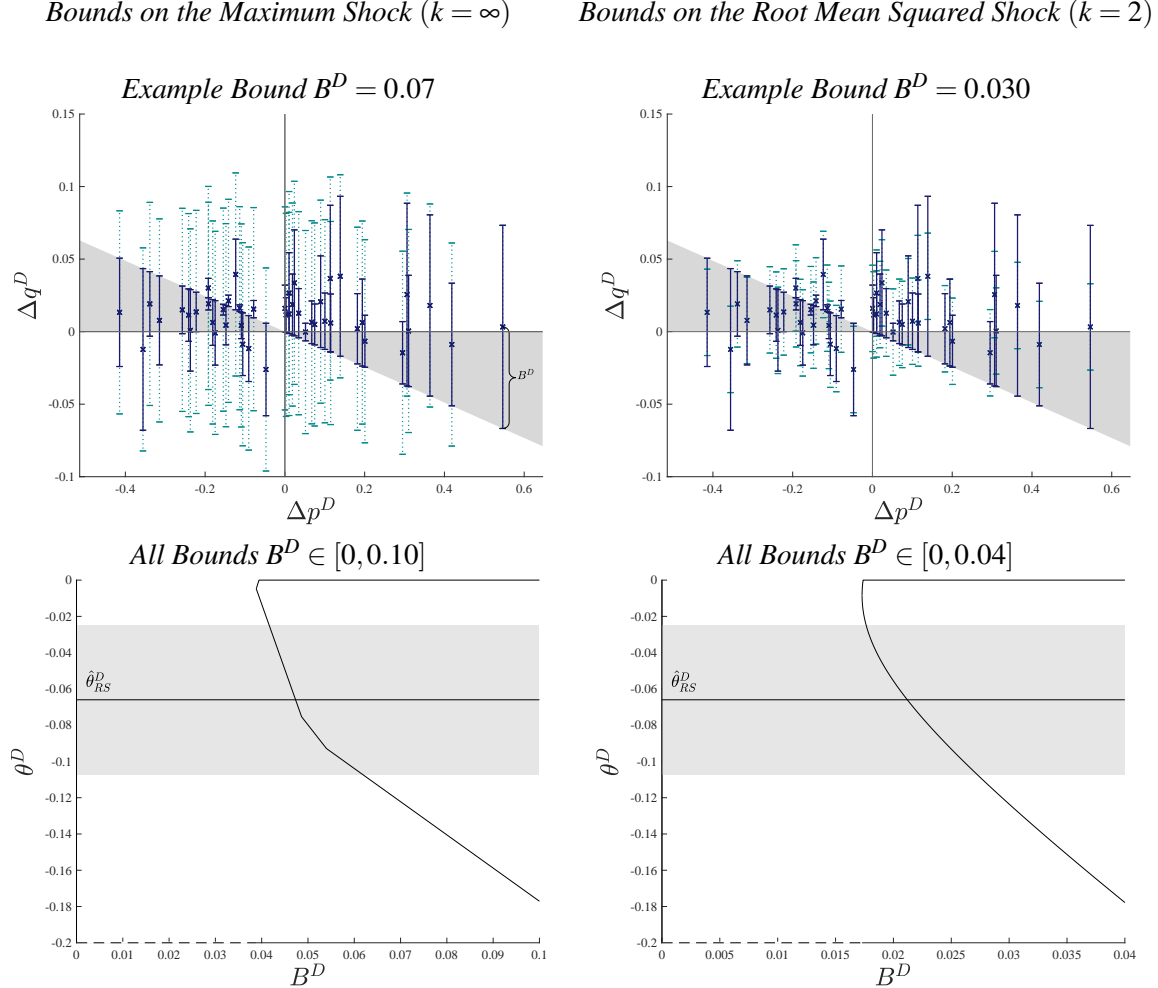 Bounds on the Maximum Shock (k = ∞)
Bounds on the Root Mean Squared Shock (k = 2)
Example Bound B^D = 0.07
0.15
0.1
0.05
0
-0.05
-0.1
Δq^D
B^D
-0.4 -0.2 0 0.2 0.4 0.6
Δp^D
Example Bound B^D = 0.030
0.15
0.1
0.05
0
-0.05
-0.1
Δq^D
-0.4 -0.2 0 0.2 0.4 0.6
Δp^D
All Bounds B^D ∈ [0, 0.10]
0
-0.02
-0.04
-0.06
-0.08
-0.1
-0.12
-0.14
-0.16
-0.18
-0.2
θ^D
θ̂^D_RS
0 0.01 0.02 0.03 0.04 0.05 0.06 0.07 0.08 0.09 0.1
B^D
All Bounds B^D ∈ [0, 0.04]
0
-0.02
-0.04
-0.06
-0.08
-0.1
-0.12
-0.14
-0.16
-0.18
-0.2
θ^D
θ̂^D_RS
0 0.005 0.01 0.015 0.02 0.025 0.03 0.035 0.04
B^D